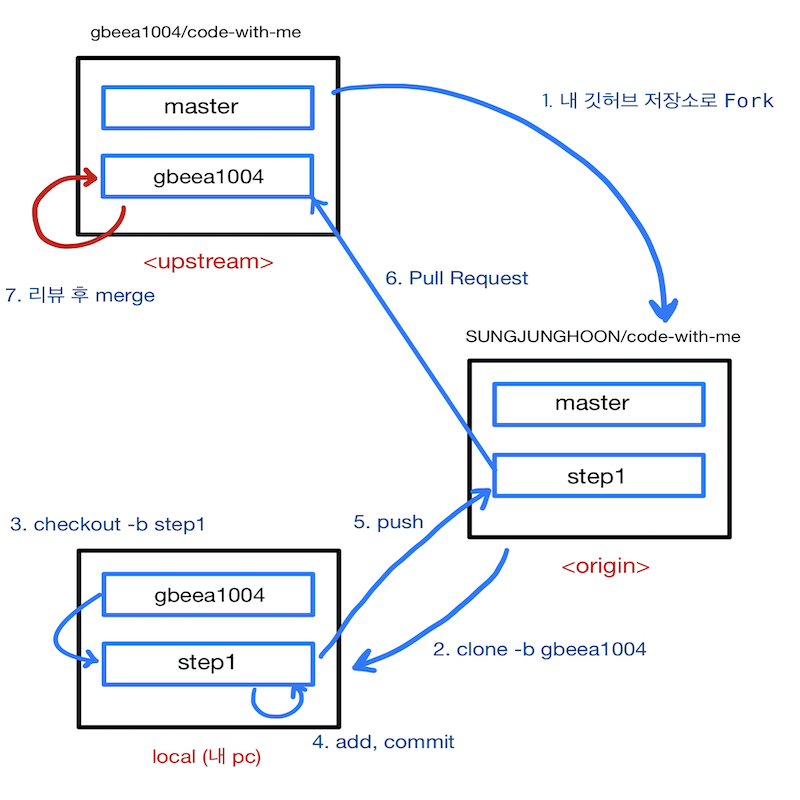 gbeea1004/code-with-me
master
1. 내 깃허브 저장소로 Fork
gbeea1004
<upstream>
6. Pull Request
7. 리뷰 후 merge
SUNGJUNGHOON/code-with-me
master
step1
3. checkout -b step1
5. push
<origin>
gbeea1004
2. clone -b gbeea1004
step1
4. add, commit
local (내 pc)